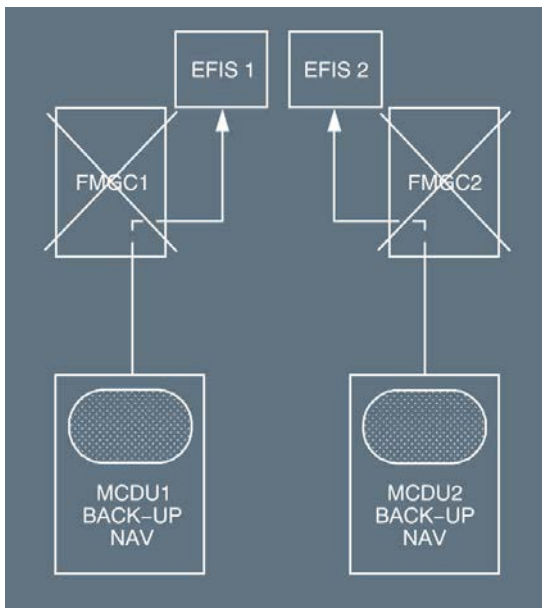 EFIS 1
EFIS 2
FMGC1
FMGC2
MCDU1
BACK–UP
NAV
MCDU2
BACK–UP
NAV